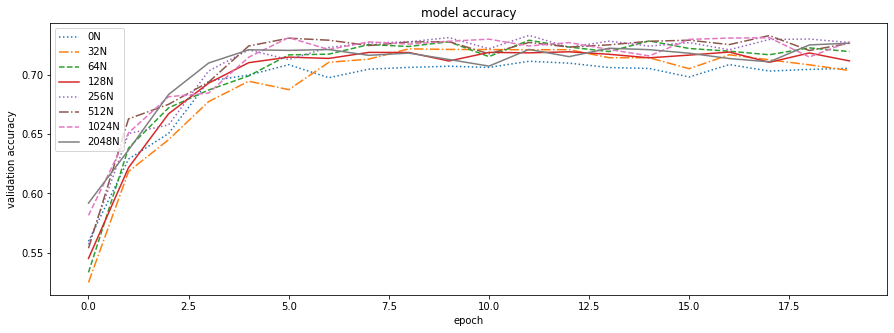 model accuracy
validation accuracy
0.70
0.65
0.60
0.55
0N
32N
64N
128N
256N
512N
1024N
2048N
0.0 2.5 5.0 7.5 10.0 12.5 15.0 17.5
epoch